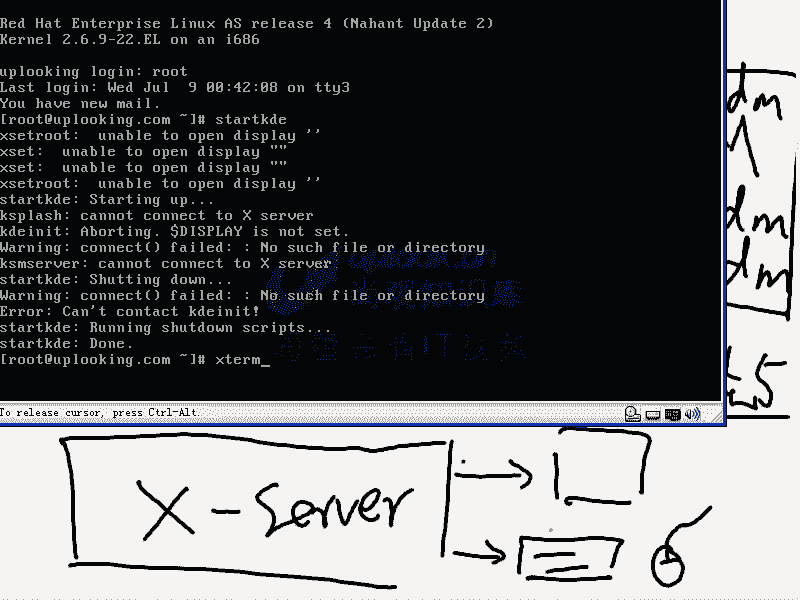 Red Hat Enterprise Linux AS release 4 (Nahant Update 2)
Kernel 2.6.9-22.EL on an i686
uplooking login: root
Last login: Wed Jul  9 00:42:08 on tty3
You have new mail.
[root@uplooking.com ~]# startkde
xsetroot:  unable to open display ''
xset:  unable to open display ""
xset:  unable to open display ""
xsetroot:  unable to open display ''
startkde: Starting up...
ksplash: cannot connect to X server
kdeinit: Aborting. $DISPLAY is not set.
Warning: connect() failed: : No such file or directory
ksmserver: cannot connect to X server
startkde: Shutting down...
Warning: connect() failed: : No such file or directory
Error: Can't contact kdeinit!
startkde: Running shutdown scripts...
startkde: Done.
[root@uplooking.com ~]# xterm_
To release cursor, press Ctrl-Alt.
dm
dm
dm
X-Server